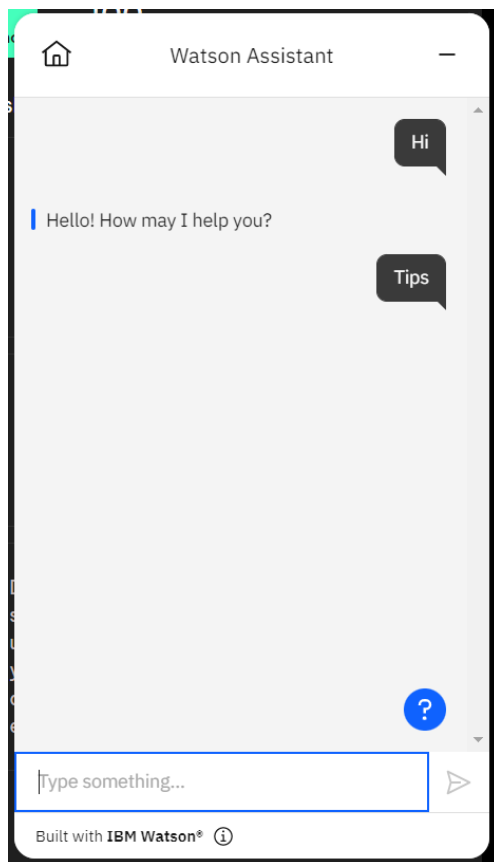 Watson Assistant
Hi
Hello! How may I help you?
Tips
?
Type something...
Built with IBM Watson®